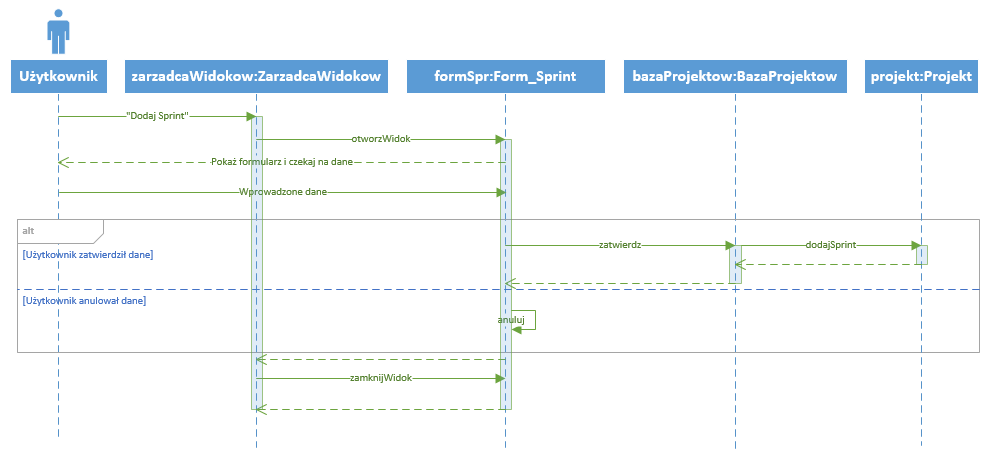 Użytkownik
zarzadcaWidokow:ZarzadcaWidokow
formSpr:Form_Sprint
bazaProjektow:BazaProjektow
projekt:Projekt
"Dodaj Sprint"
otworzWidok
Pokaż formularz i czekaj na dane
Wprowadzone dane
alt
[Użytkownik zatwierdził dane]
zatwierdz
dodajSprint
[Użytkownik anulował dane]
anuluj
zamknijWidok